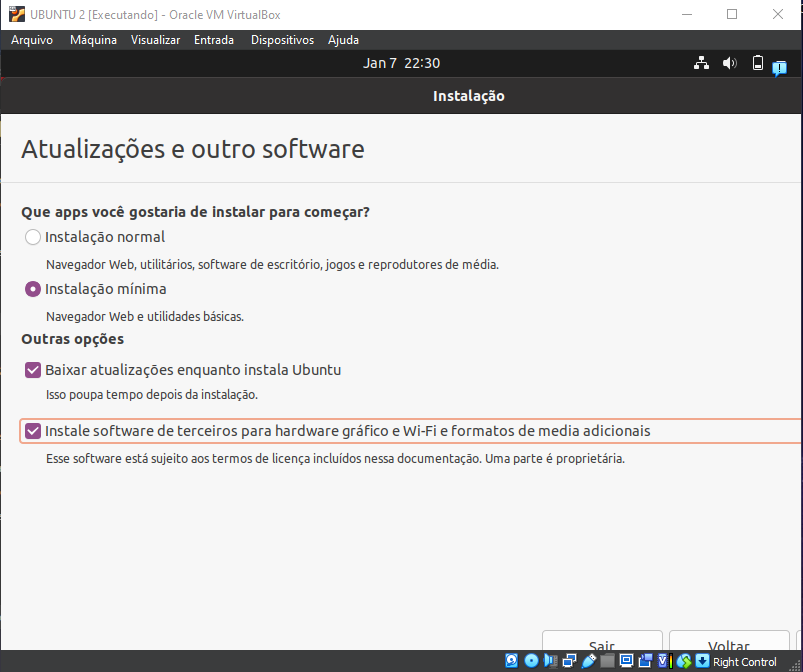 UBUNTU 2 [Executando] - Oracle VM VirtualBox
Arquivo Máquina Visualizar Entrada Dispositivos Ajuda
Jan 7 22:30
Instalação
Atualizações e outro software
Que apps você gostaria de instalar para começar?
Instalação normal
Navegador Web, utilitários, software de escritório, jogos e reprodutores de média.
Instalação mínima
Navegador Web e utilidades básicas.
Outras opções
Baixar atualizações enquanto instala Ubuntu
Isso poupa tempo depois da instalação.
Instale software de terceiros para hardware gráfico e Wi-Fi e formatos de media adicionais
Esse software está sujeito aos termos de licença incluídos nessa documentação. Uma parte é proprietária.
Sair Voltar
Right Control